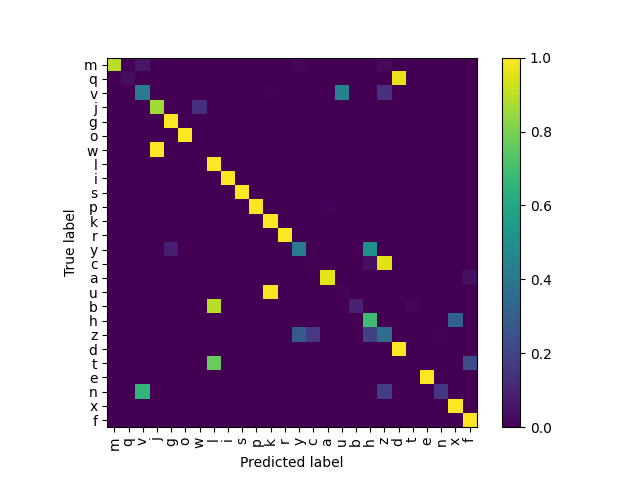 True label
m
q
v
j
g
o
w
l
i
s
p
k
r
y
c
a
u
b
h
z
d
t
e
n
x
f
m q v j g o w l i s p k r y c a u b h z d t e n x f
Predicted label
1.0
0.8
0.6
0.4
0.2
0.0